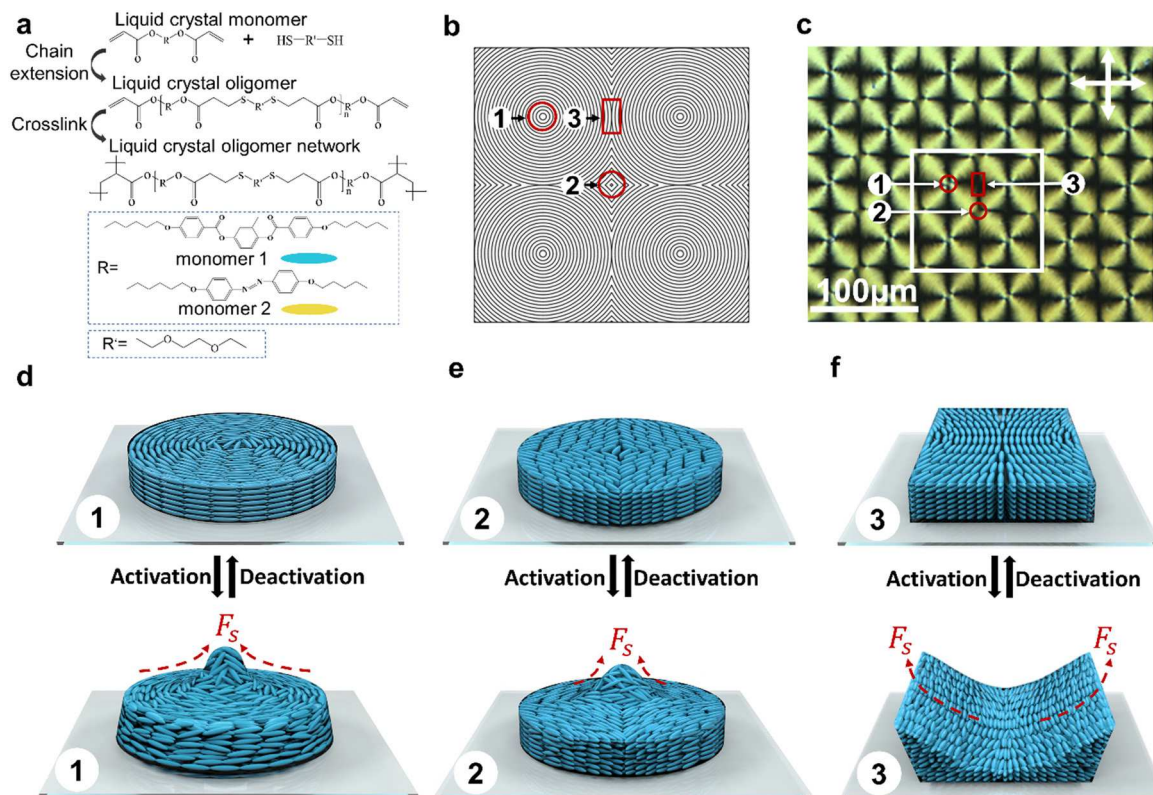 a
Liquid crystal monomer
O R O
O O
+ HS-R'-SH
Chain
extension
Liquid crystal oligomer
Crosslink
Liquid crystal oligomer network
R=
monomer 1
monomer 2
R'=
b
1
3
2
c
1
3
2
100μm
d
1
Activation
Deactivation
F_S
1
e
2
Activation
Deactivation
F_S
2
f
3
Activation
Deactivation
F_S
F_S
3